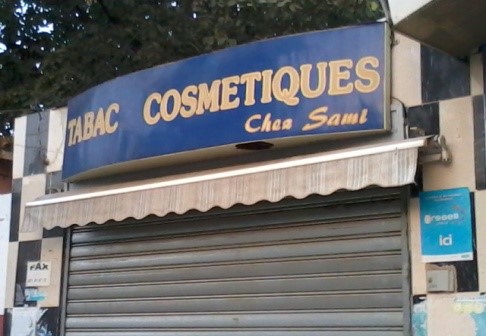 TABAC COSMETIQUES
Chez Sami
FAX
ici